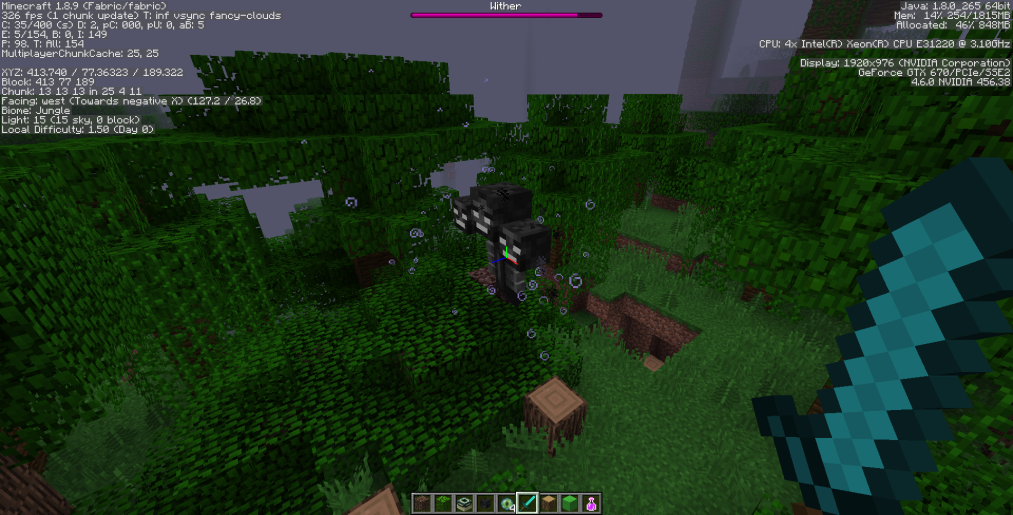 Minecraft 1.8.9 (Fabric/fabric)
326 fps (1 chunk update) T: inf vsync fancy-clouds
C: 35/400 (s) D: 2, pC: 000, pU: 0, aB: 5
E: 5/154, B: 0, I: 149
P: 98. T: All: 154
MultiplayerChunkCache: 25, 25
XYZ: 413.740 / 77.36323 / 189.322
Block: 413 77 189
Chunk: 13 13 13 in 25 4 11
Facing: west (Towards negative X) (127.2 / 26.8)
Biome: Jungle
Light: 15 (15 sky, 0 block)
Local Difficulty: 1.50 (Day 0)
Wither
Java: 1.8.0_265 64bit
Mem: 14% 254/1815MB
Allocated: 46% 848MB
CPU: 4x Intel(R) Xeon(R) CPU E31220 @ 3.10GHz
Display: 1920x976 (NVIDIA Corporation)
GeForce GTX 670/PCIe/SSE2
4.6.0 NVIDIA 456.38